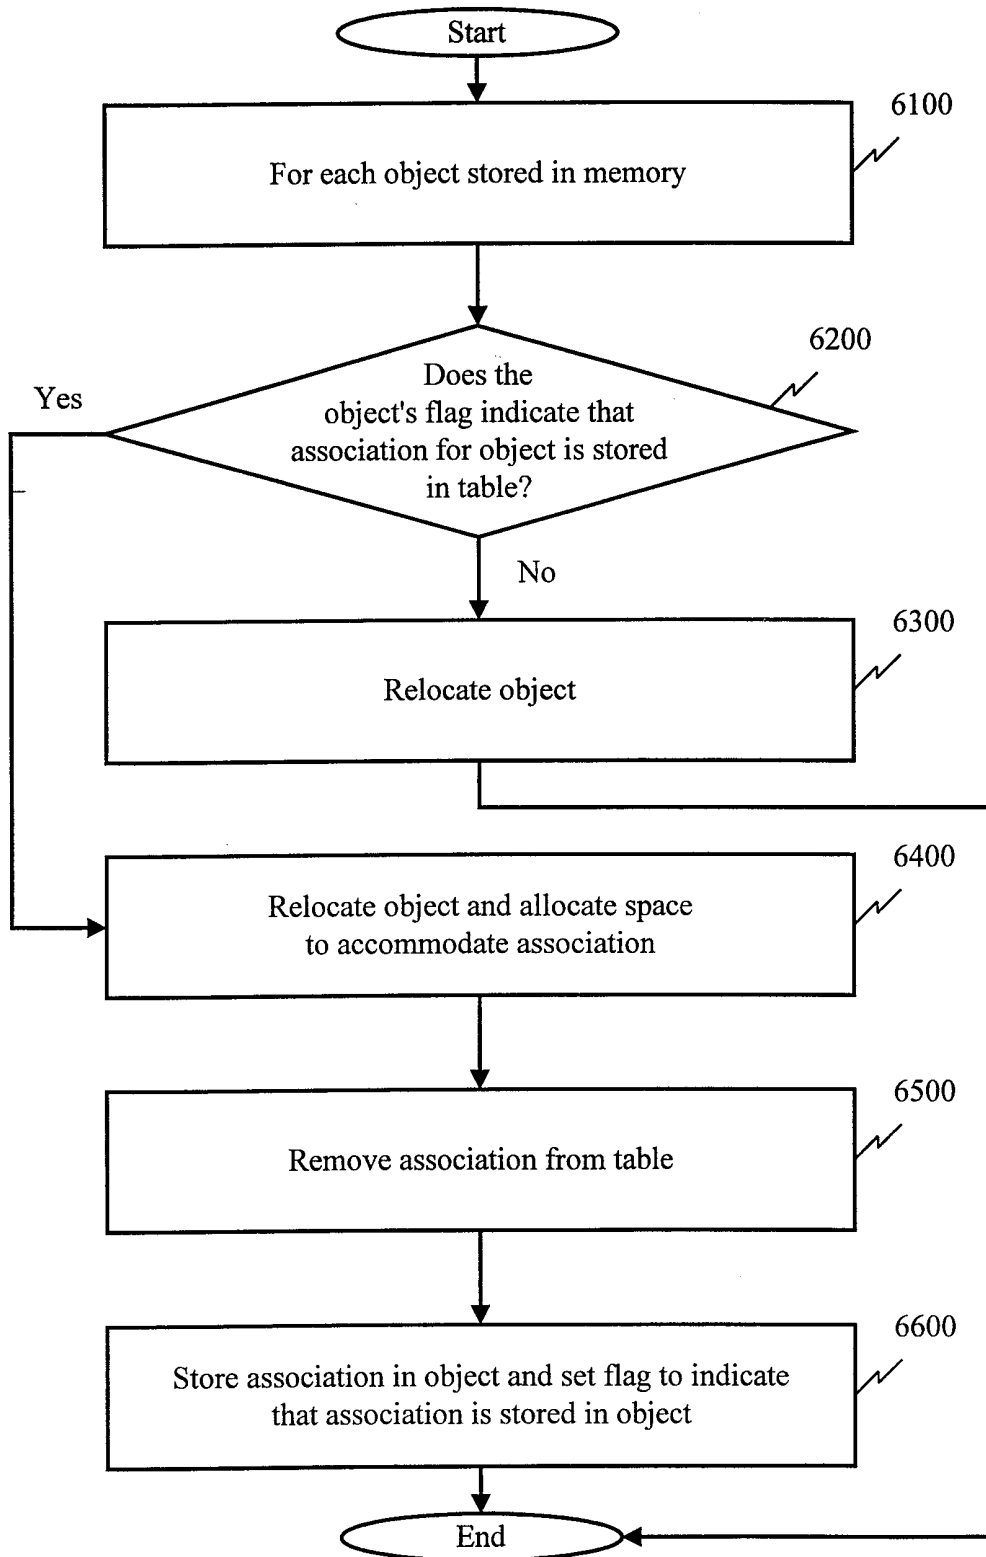 Start
6100
For each object stored in memory
6200
Yes
Does the
object's flag indicate that
association for object is stored
in table?
No
6300
Relocate object
6400
Relocate object and allocate space
to accommodate association
6500
Remove association from table
6600
Store association in object and set flag to indicate
that association is stored in object
End